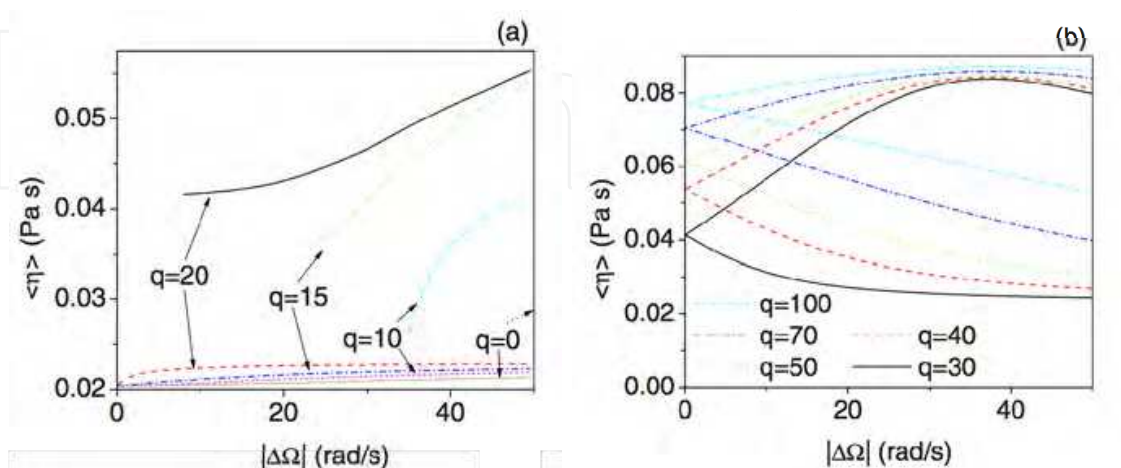 (a)
0.05
0.04
0.03
0.02
<η> (Pa s)
q=20
q=15
q=10
q=0
0
20
40
|ΔΩ| (rad/s)
(b)
0.08
0.06
0.04
0.02
0.00
<η> (Pa s)
q=100
q=70
q=40
q=50
q=30
0
20
40
|ΔΩ| (rad/s)